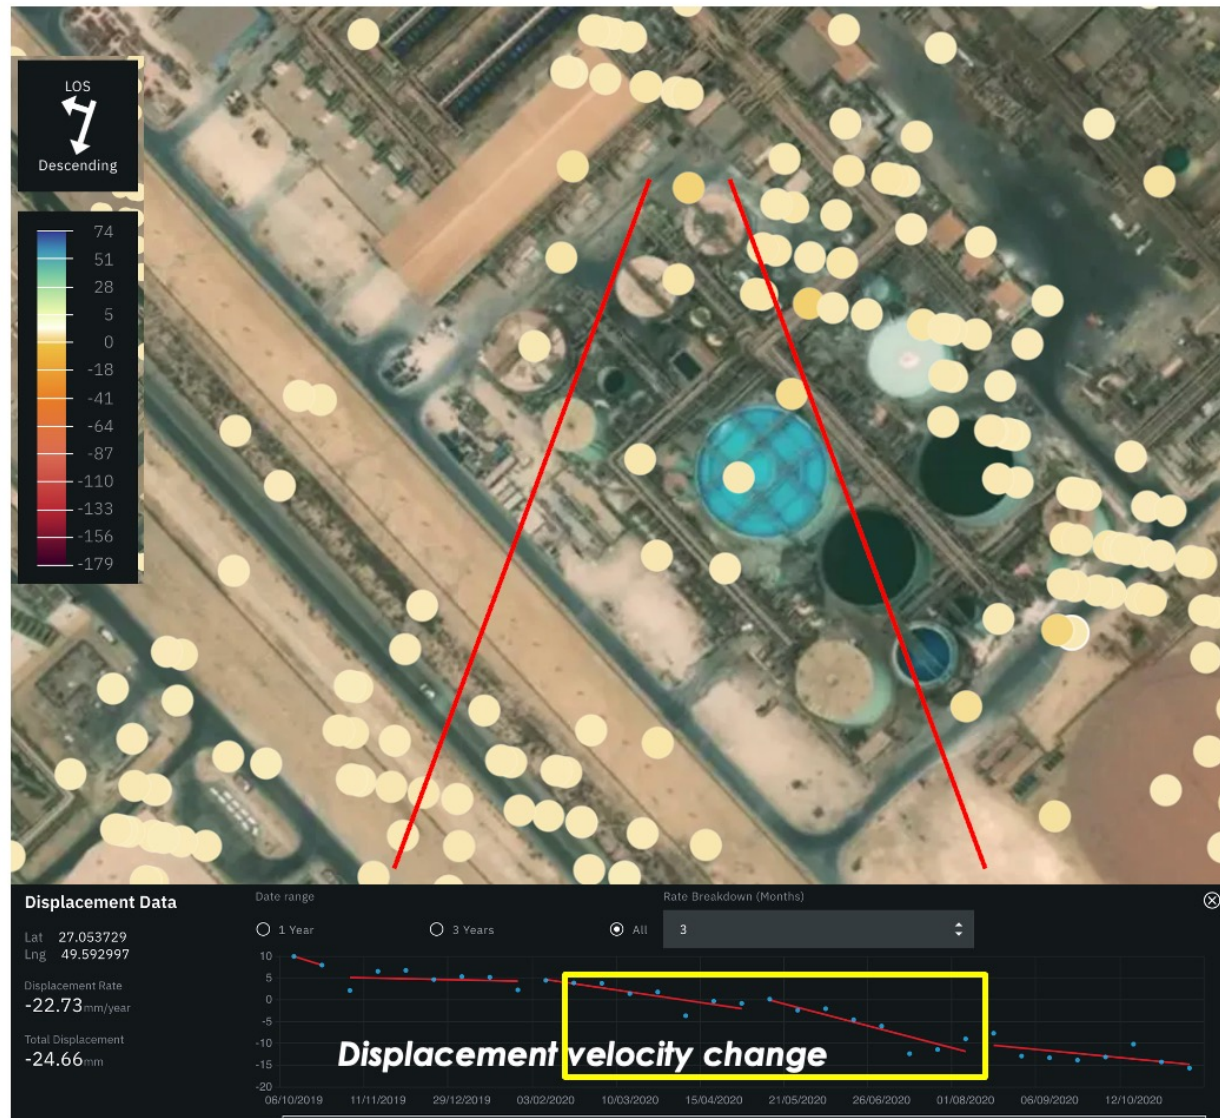 LOS
Descending
74
51
28
5
0
-18
-41
-64
-87
-110
-133
-156
-179
Displacement Data
Lat 27.053729
Lng 49.592997
Displacement Rate
-22.73mm/year
Total Displacement
-24.66mm
Date range
1 Year
3 Years
All
Rate Breakdown (Months)
3
10
5
0
-5
-10
-15
-20
Displacement velocity change
06/10/2019 11/11/2019 29/12/2019 03/02/2020 10/03/2020 15/04/2020 21/05/2020 26/06/2020 01/08/2020 06/09/2020 12/10/2020